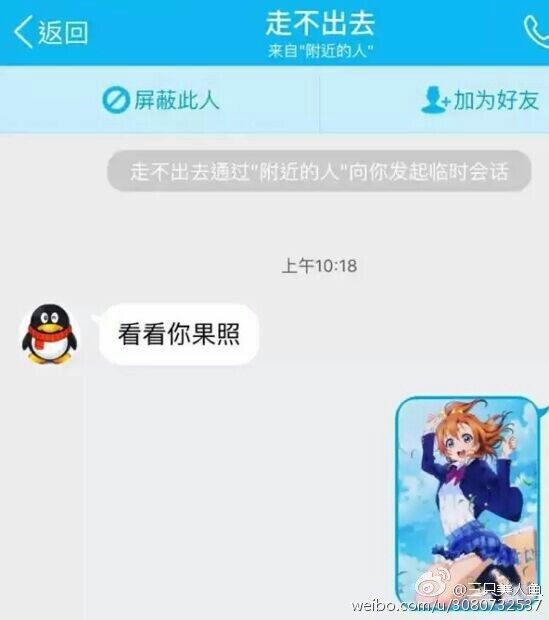 返回
走不出去
来自"附近的人"
屏蔽此人
加为好友
走不出去通过"附近的人"向你发起临时会话
上午10:18
看看你果照
@三只美人鱼
weibo.com/u/3080732537